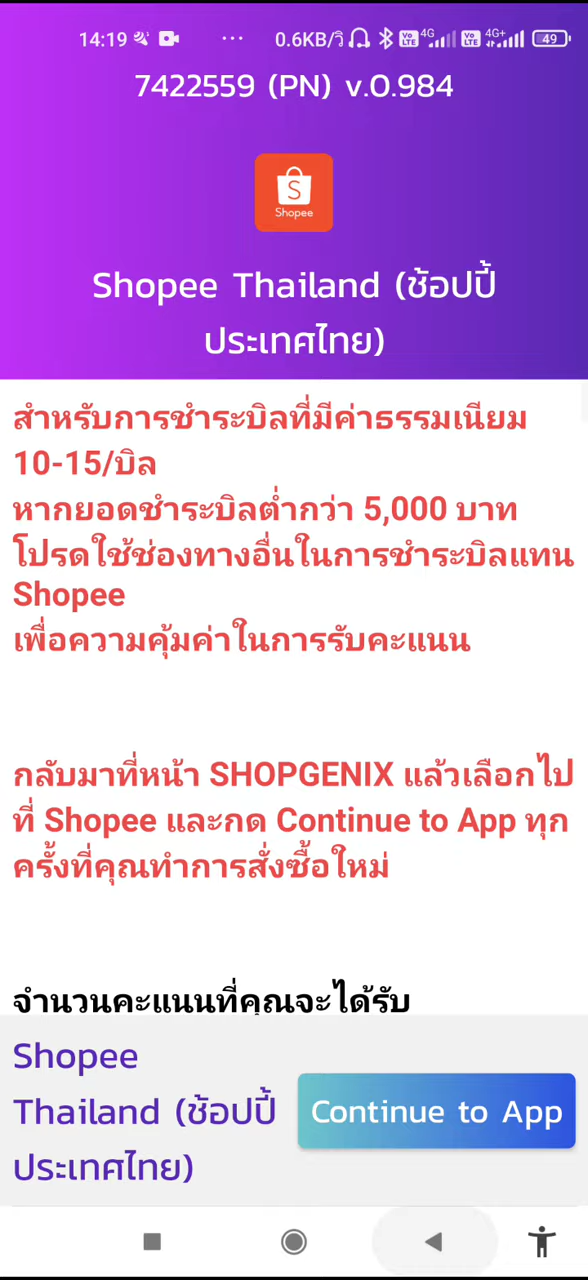 14:19 ... 0.6KB/วิ Vo LTE 4G Vo LTE 4G+ 49
7422559 (PN) v.0.984
S
Shopee
Shopee Thailand (ช้อปปี้
ประเทศไทย)
สำหรับการชำระบิลที่มีค่าธรรมเนียม
10-15/บิล
หากยอดชำระบิลต่ำกว่า 5,000 บาท
โปรดใช้ช่องทางอื่นในการชำระบิลแทน
Shopee
เพื่อความคุ้มค่าในการรับคะแนน
กลับมาที่หน้า SHOPGENIX แล้วเลือกไป
ที่ Shopee และกด Continue to App ทุก
ครั้งที่คุณทำการสั่งซื้อใหม่
จำนวนคะแนนที่คุณจะได้รับ
Shopee
Thailand (ช้อปปี้
ประเทศไทย)
Continue to App